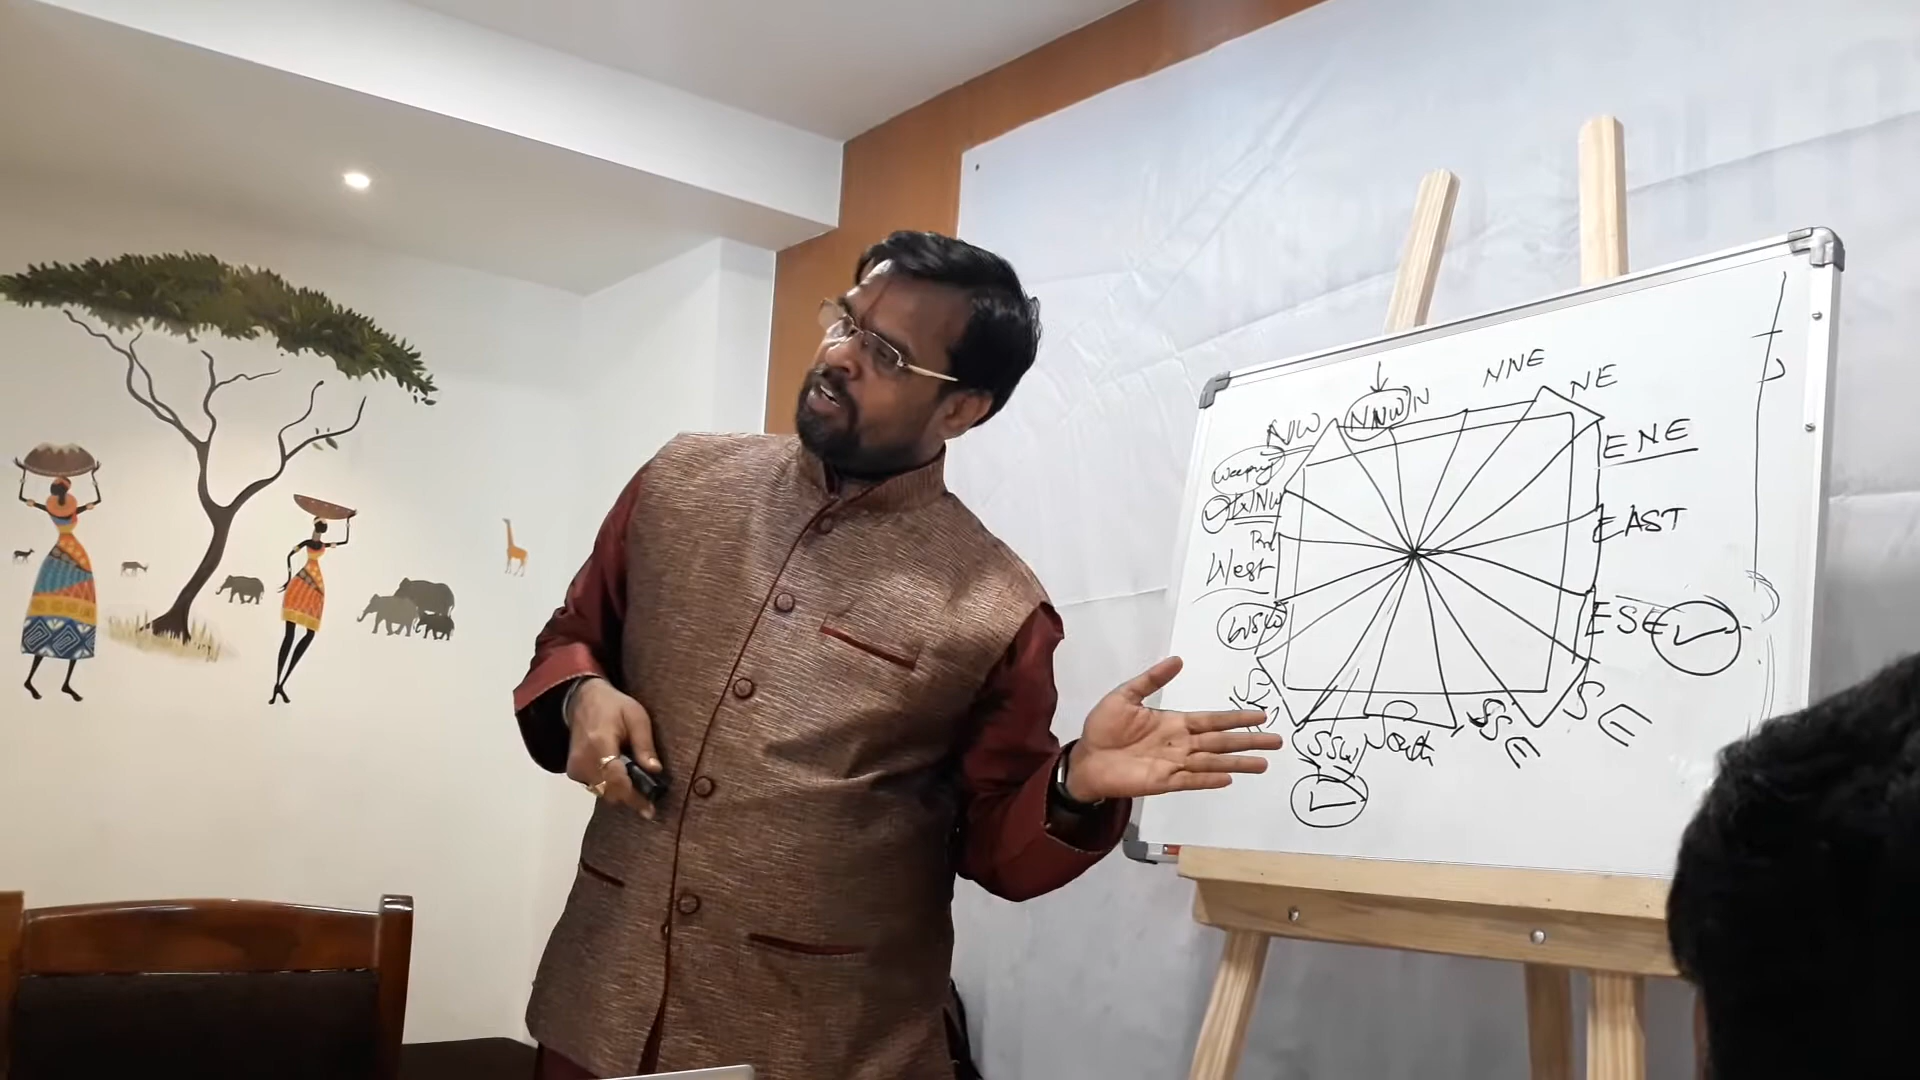 NNE
NE
NW
NNW
N
ENE
Weeping
WNW
EAST
West
WSW
ESE
SE
SSW
South
SSE